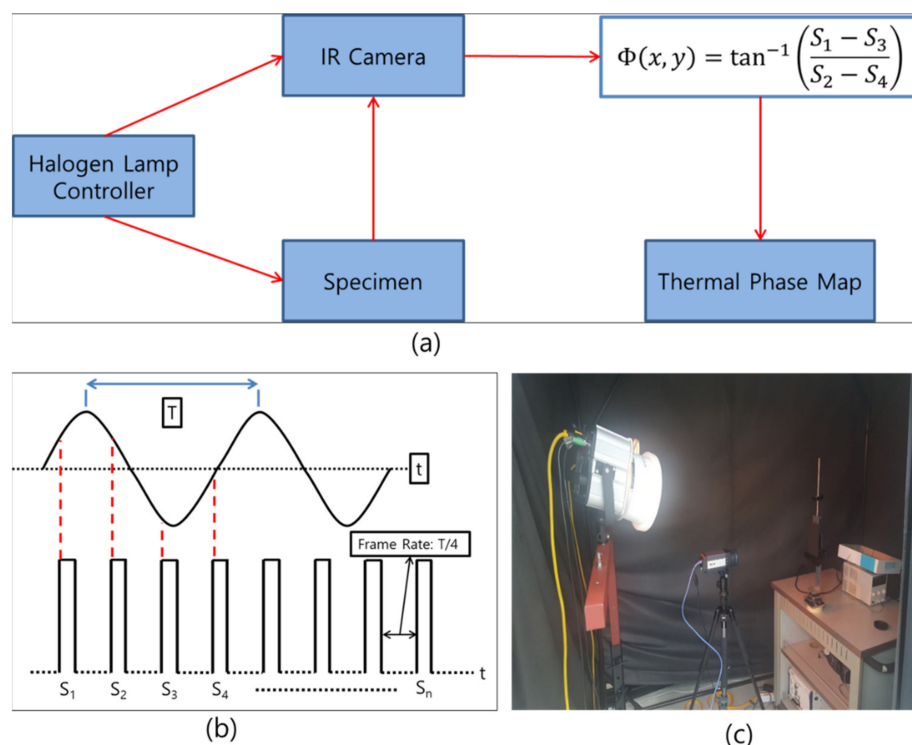 IR Camera
Φ(x, y) = tan⁻¹ ((S₁ − S₃) / (S₂ − S₄))
Halogen Lamp
Controller
Specimen
Thermal Phase Map
(a)
T
t
Frame Rate: T/4
t
S₁ S₂ S₃ S₄ Sₙ
(b)
(c)